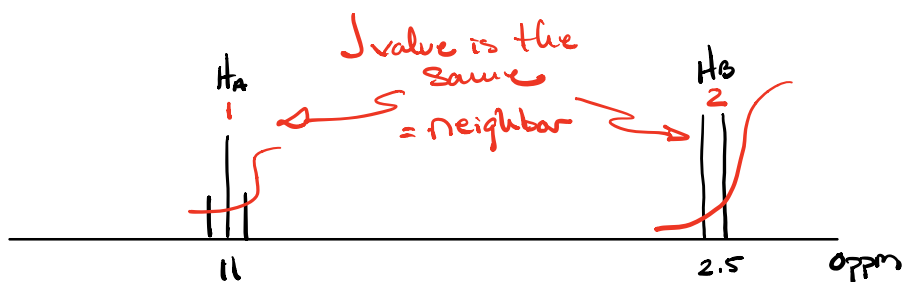 J value is the
same
= neighbor
HA
1
HB
2
11
2.5
0ppm